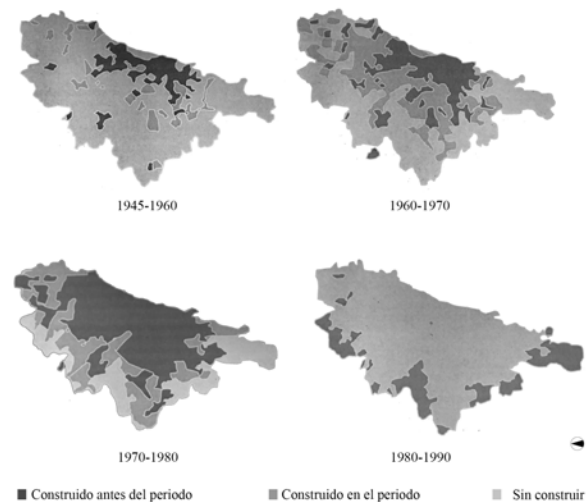 1945-1960
1960-1970
1970-1980
1980-1990
Construido antes del periodo
Construido en el periodo
Sin construir